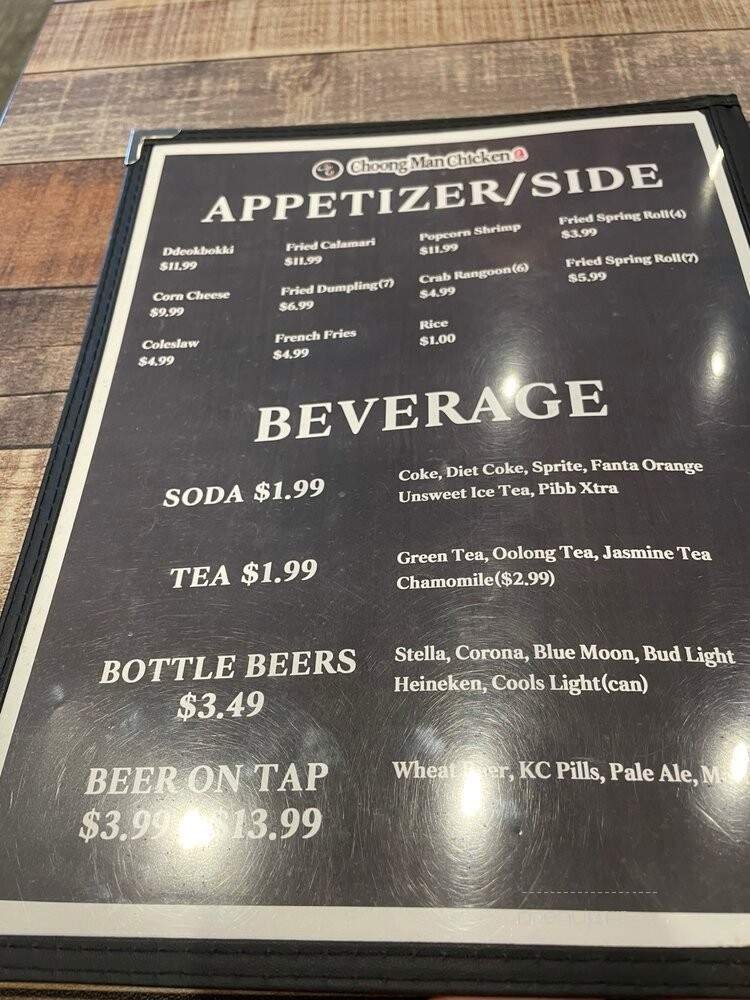 Choong Man Chicken
APPETIZER/SIDE
Ddeokbokki
$11.99
Fried Calamari
$11.99
Popcorn Shrimp
$11.99
Fried Spring Roll(4)
$3.99
Corn Cheese
$9.99
Fried Dumpling(7)
$6.99
Crab Rangoon(6)
$4.99
Fried Spring Roll(7)
$5.99
Coleslaw
$4.99
French Fries
$4.99
Rice
$1.00
BEVERAGE
SODA $1.99
Coke, Diet Coke, Sprite, Fanta Orange
Unsweet Ice Tea, Pibb Xtra
TEA $1.99
Green Tea, Oolong Tea, Jasmine Tea
Chamomile($2.99)
BOTTLE BEERS
$3.49
Stella, Corona, Blue Moon, Bud Light
Heineken, Cools Light(can)
BEER ON TAP
$3.99 $13.99
Wheat Beer, KC Pills, Pale Ale,